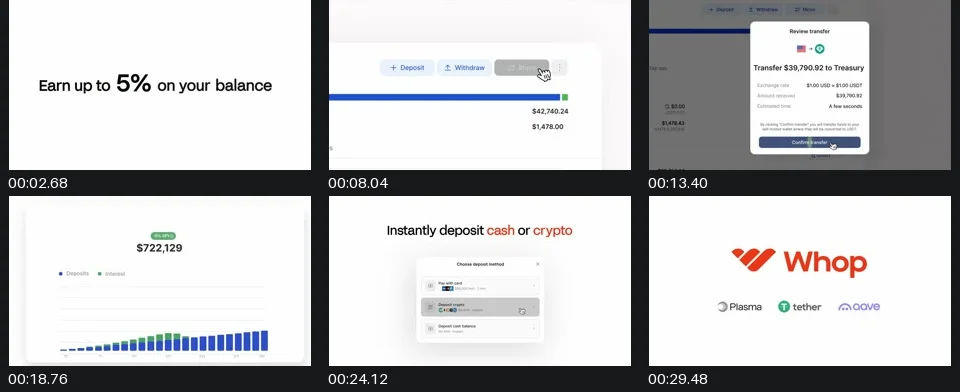 Earn up to 5% on your balance
00:02.68
+ Deposit
Withdraw
$42,740.24
$1,478.00
00:08.04
Deposit
Withdraw
Move
Review transfer
Transfer $39,790.92 to Treasury
Exchange rate $1.00 USD = $1.00 USDT
Amount received $39,790.92
Estimated time A few seconds
Confirm transfer
00:13.40
$722,129
Deposits
Interest
00:18.76
Instantly deposit cash or crypto
Choose deposit method
Pay with card
Deposit crypto
Deposit cash balance
00:24.12
Whop
Plasma
tether
aave
00:29.48